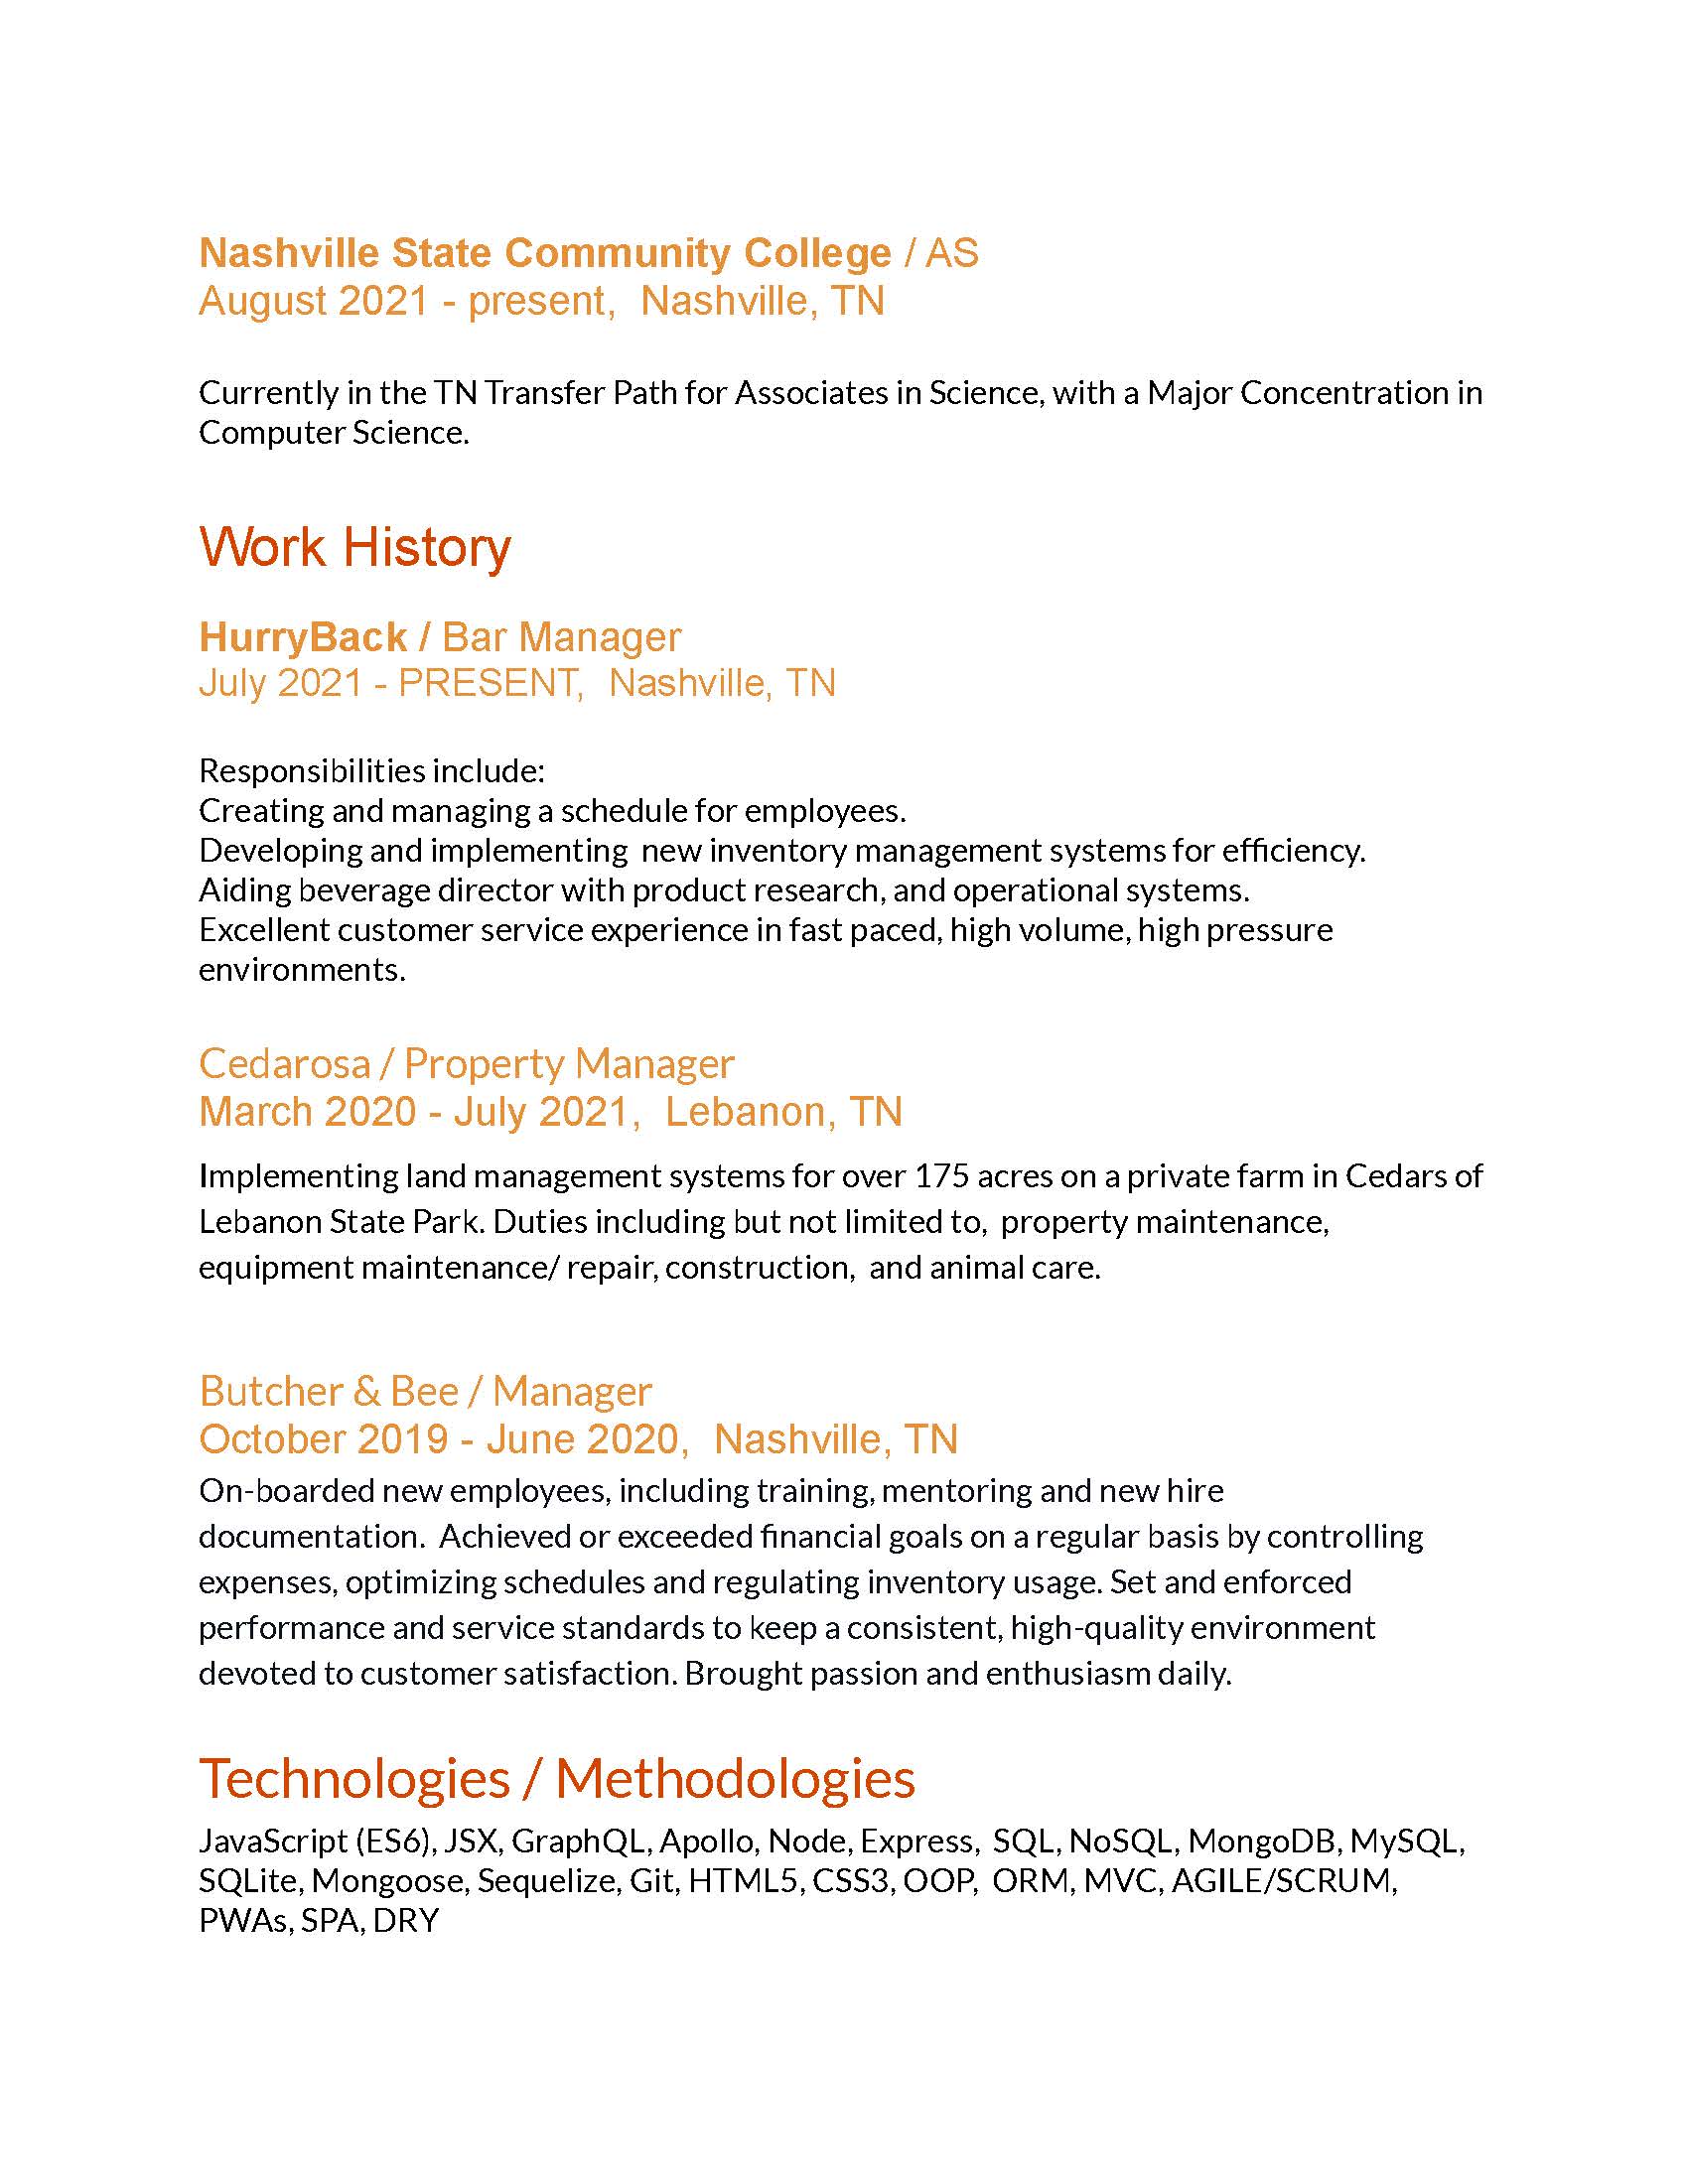 Nashville State Community College / AS
August 2021 - present,  Nashville, TN
Currently in the TN Transfer Path for Associates in Science, with a Major Concentration in
Computer Science.
Work History
HurryBack / Bar Manager
July 2021 - PRESENT,  Nashville, TN
Responsibilities include:
Creating and managing a schedule for employees.
Developing and implementing  new inventory management systems for efficiency.
Aiding beverage director with product research, and operational systems.
Excellent customer service experience in fast paced, high volume, high pressure
environments.
Cedarosa / Property Manager
March 2020 - July 2021,  Lebanon, TN
Implementing land management systems for over 175 acres on a private farm in Cedars of
Lebanon State Park. Duties including but not limited to,  property maintenance,
equipment maintenance/ repair, construction,  and animal care.
Butcher & Bee / Manager
October 2019 - June 2020,  Nashville, TN
On-boarded new employees, including training, mentoring and new hire
documentation.  Achieved or exceeded financial goals on a regular basis by controlling
expenses, optimizing schedules and regulating inventory usage. Set and enforced
performance and service standards to keep a consistent, high-quality environment
devoted to customer satisfaction. Brought passion and enthusiasm daily.
Technologies / Methodologies
JavaScript (ES6), JSX, GraphQL, Apollo, Node, Express,  SQL, NoSQL, MongoDB, MySQL,
SQLite, Mongoose, Sequelize, Git, HTML5, CSS3, OOP,  ORM, MVC, AGILE/SCRUM,
PWAs, SPA, DRY